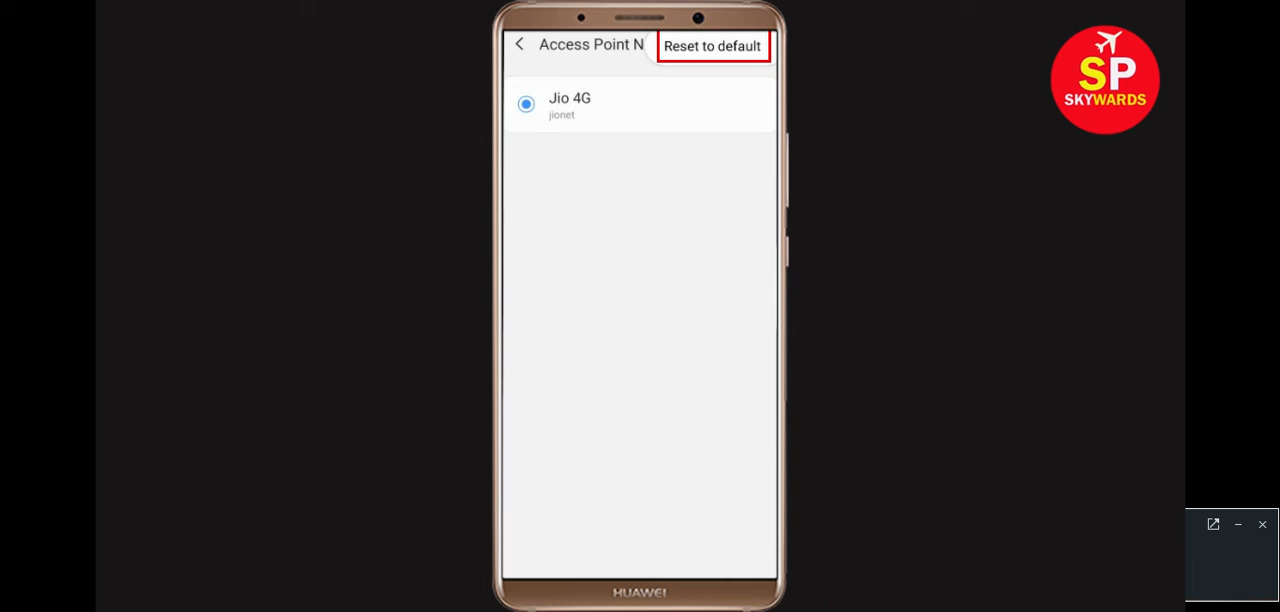 Access Point N
Reset to default
Jio 4G
jionet
HUAWEI
SP
SKYWARDS